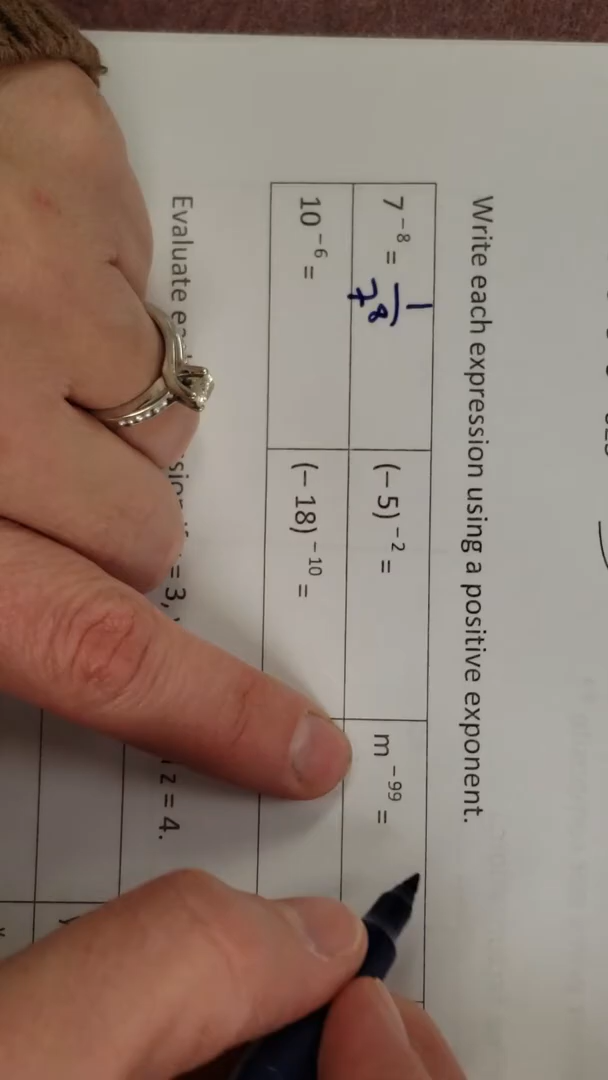 Write each expression using a positive exponent.
7⁻⁸ = 1/7⁸
(−5)⁻² =
m⁻⁹⁹ =
10⁻⁶ =
(−18)⁻¹⁰ =
Evaluate = 3, z = 4.